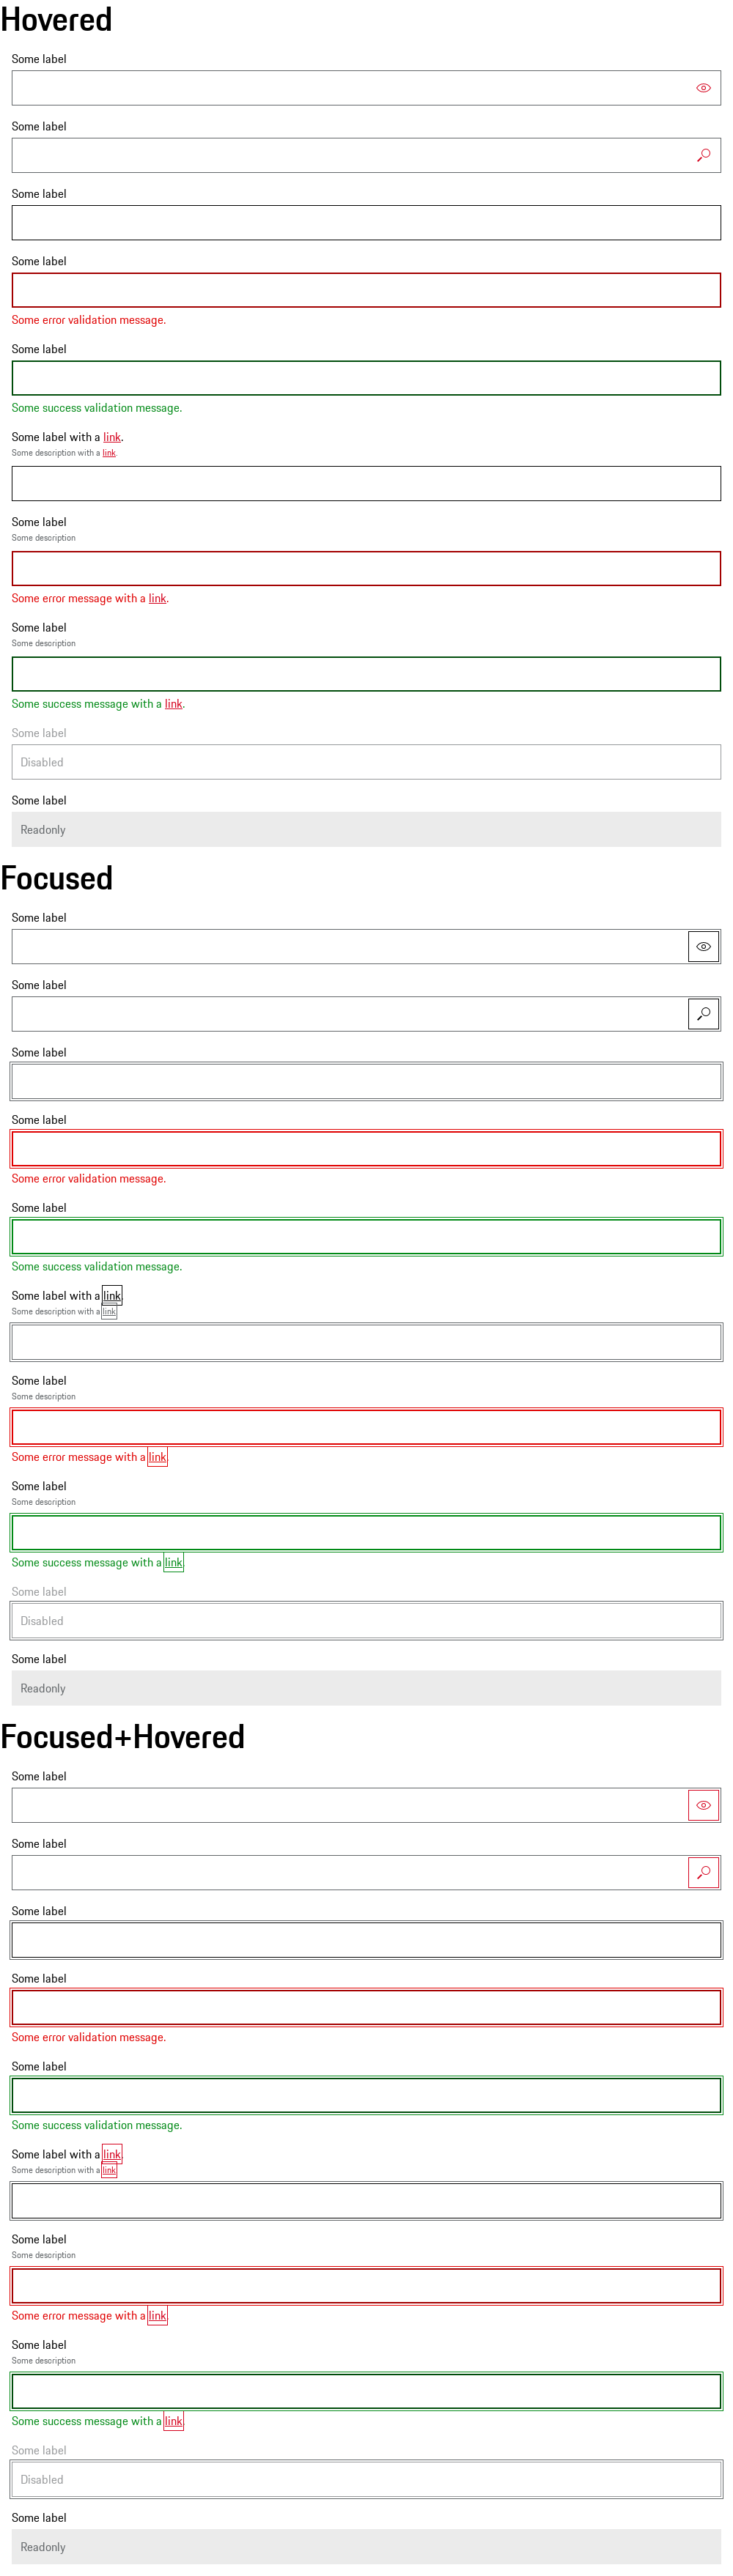 Hovered
Some label
Some label
Some label
Some label
Some error validation message.
Some label
Some success validation message.
Some label with a link.
Some description with a link.
Some label
Some description
Some error message with a link.
Some label
Some description
Some success message with a link.
Some label
Disabled
Some label
Readonly
Focused
Some label
Some label
Some label
Some label
Some error validation message.
Some label
Some success validation message.
Some label with a link.
Some description with a link.
Some label
Some description
Some error message with a link.
Some label
Some description
Some success message with a link.
Some label
Disabled
Some label
Readonly
Focused+Hovered
Some label
Some label
Some label
Some label
Some error validation message.
Some label
Some success validation message.
Some label with a link.
Some description with a link.
Some label
Some description
Some error message with a link.
Some label
Some description
Some success message with a link.
Some label
Disabled
Some label
Readonly